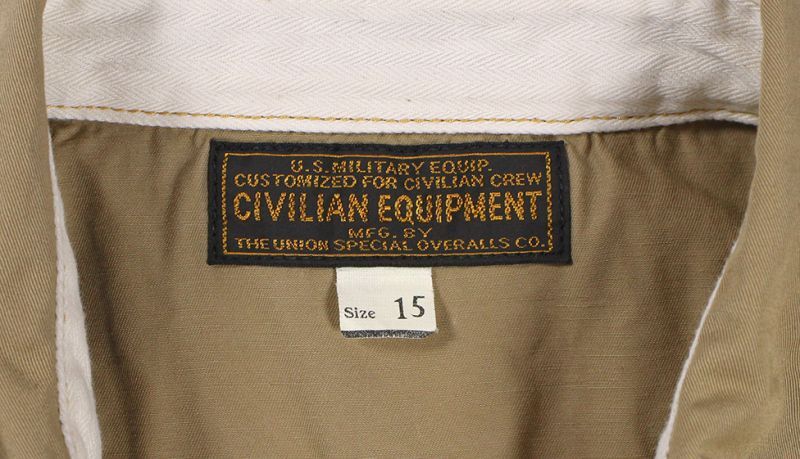 U.S.MILITARY EQUIP
CUSTOMIZED FOR CIVILIAN CREW
CIVILIAN EQUIPMENT
MFG. BY
THE UNION SPECIAL OVERALLS CO.
Size 15